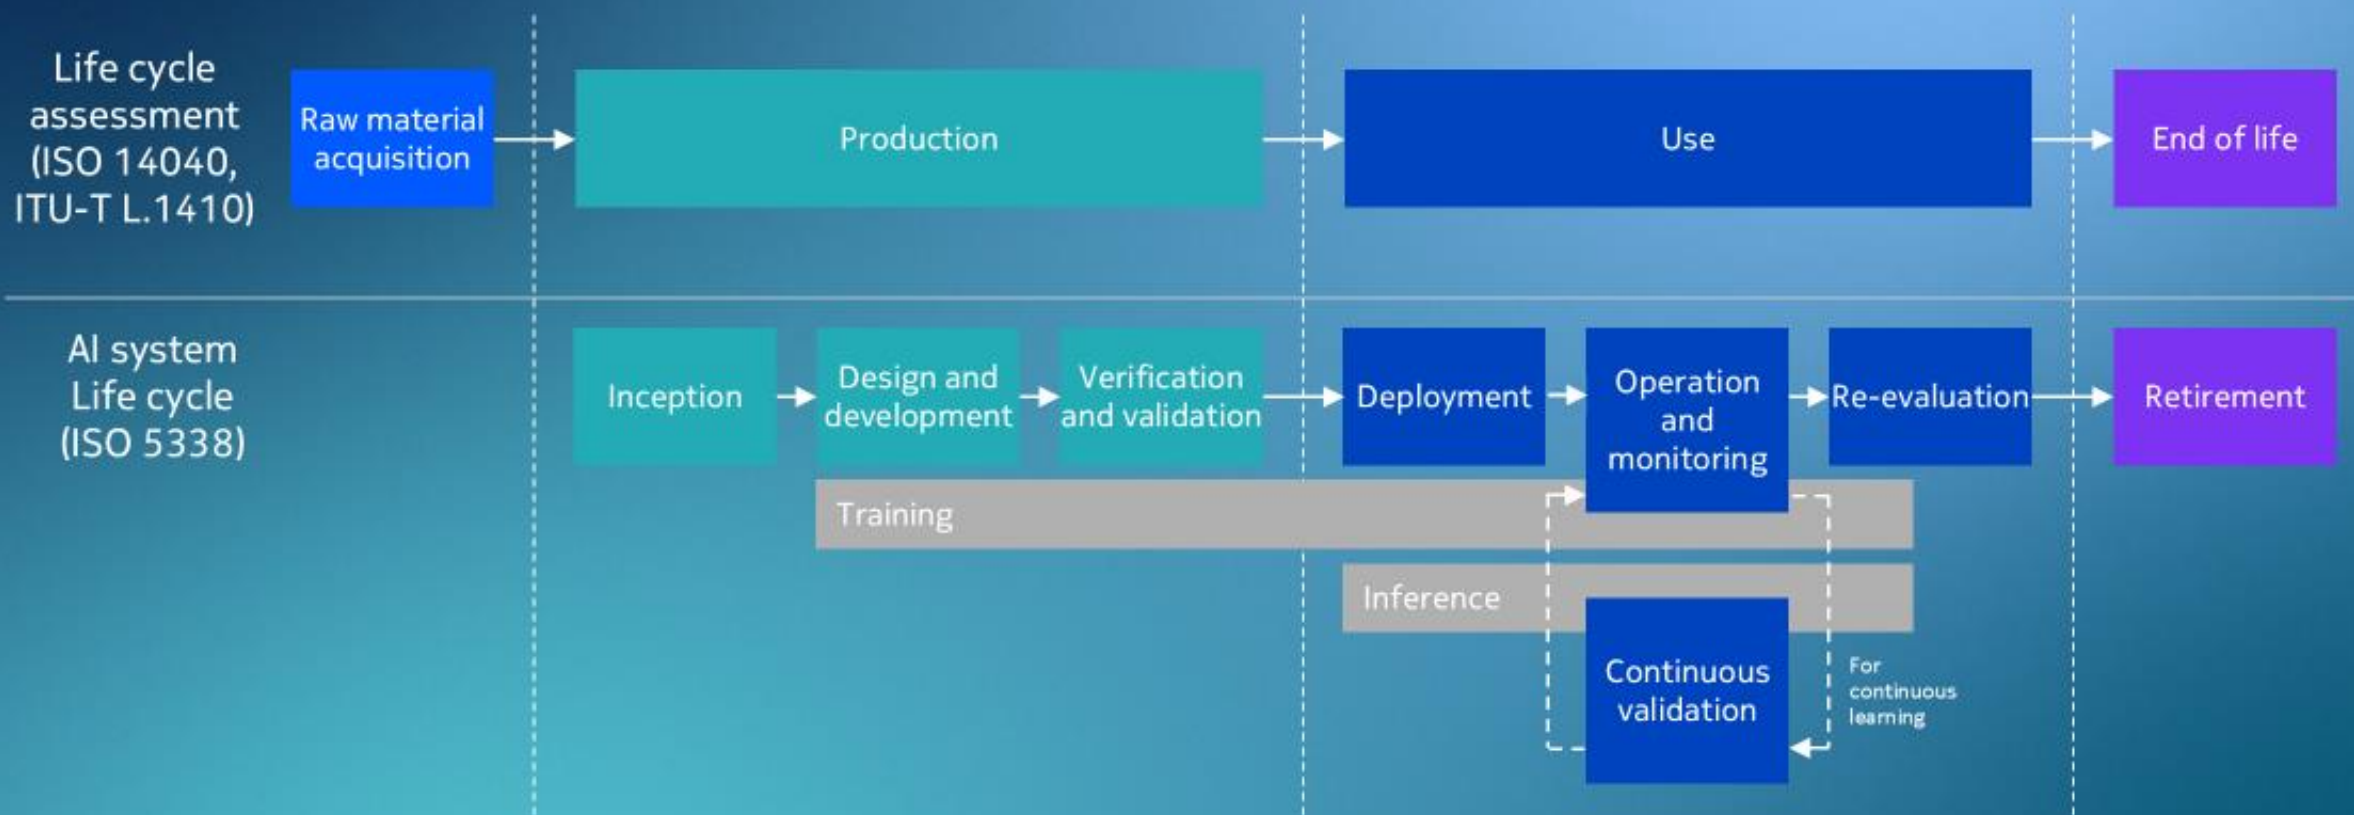 Life cycle
assessment
(ISO 14040,
ITU-T L.1410)
Raw material
acquisition
Production
Use
End of life
AI system
Life cycle
(ISO 5338)
Inception
Design and
development
Verification
and validation
Deployment
Operation
and
monitoring
Re-evaluation
Retirement
Training
Inference
Continuous
validation
For
continuous
learning